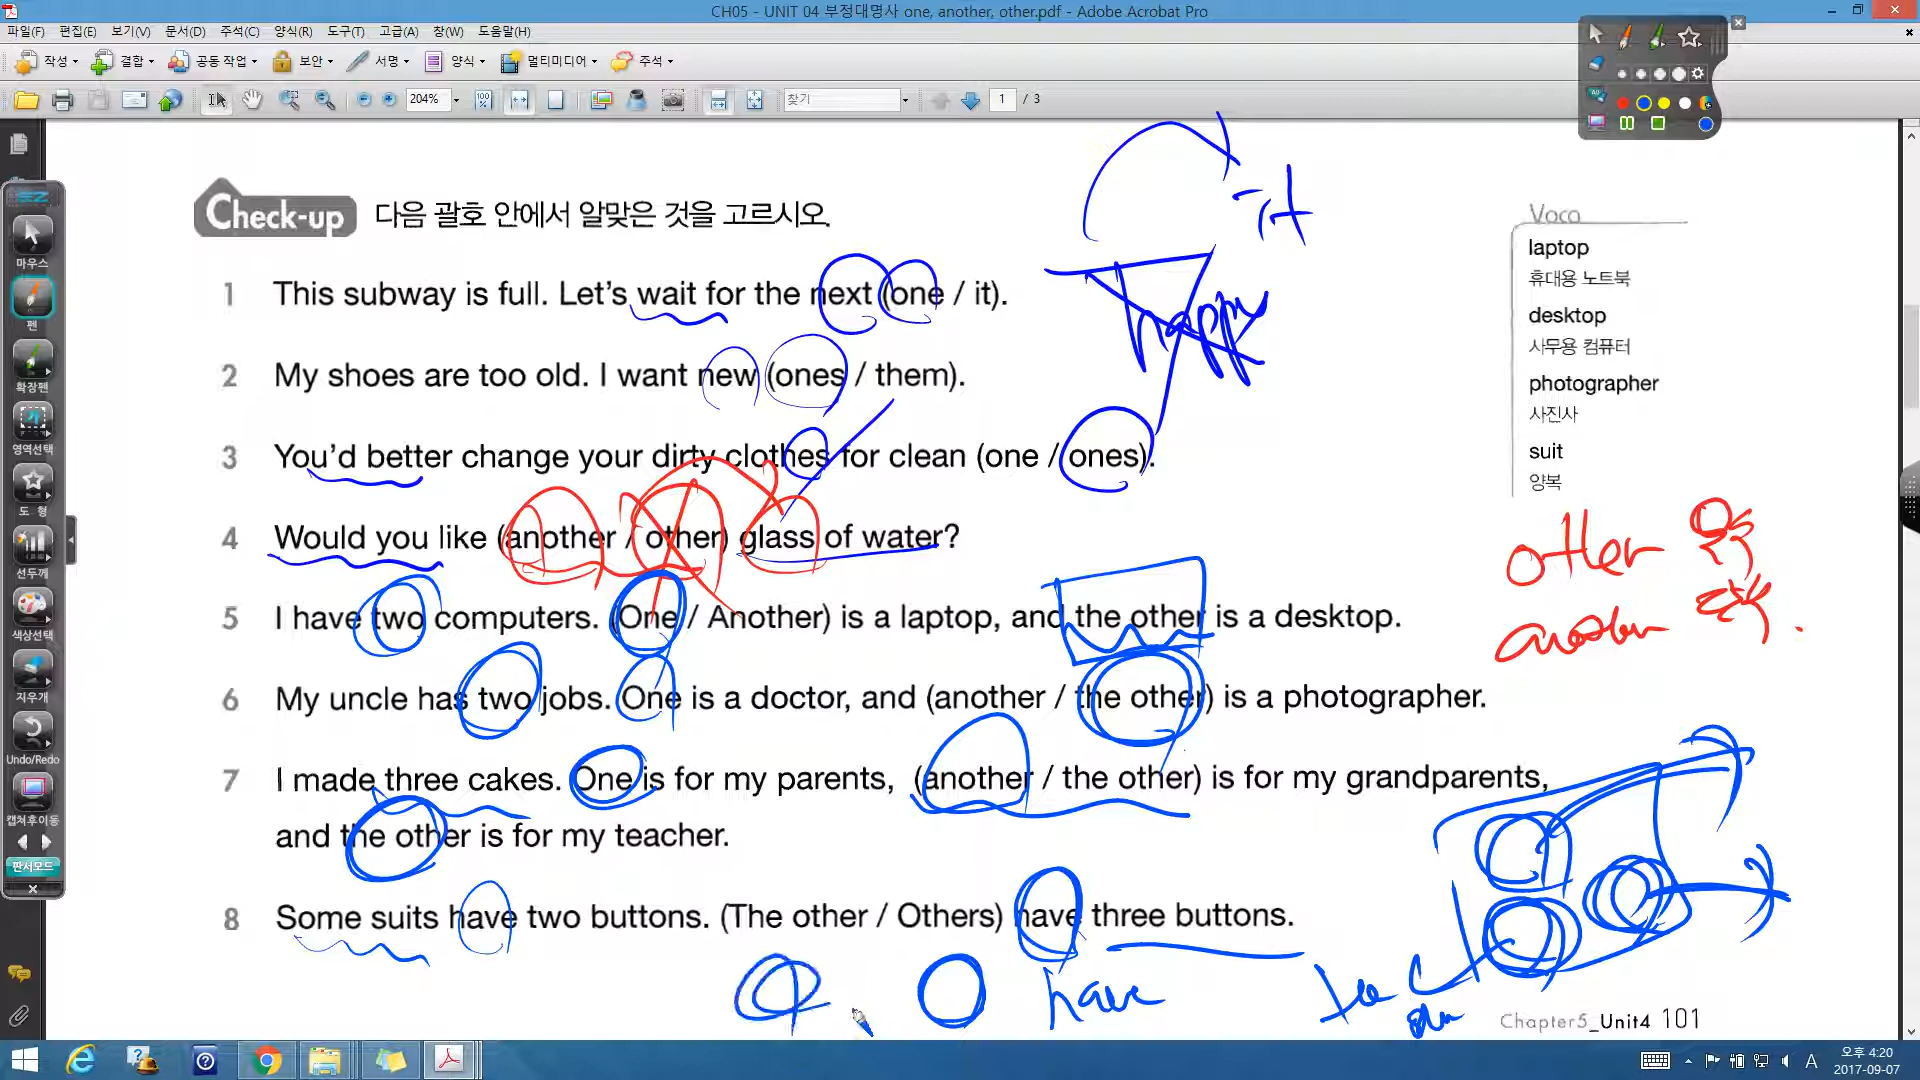 CH05 - UNIT 04 부정대명사 one, another, other.pdf - Adobe Acrobat Pro
파일(F) 편집(E) 보기(V) 문서(D) 주석(C) 양식(R) 도구(T) 고급(A) 창(W) 도움말(H)
작성 결합 공동 작업 보안 서명 양식 멀티미디어 주석
204% 찾기 1 / 3
Check-up 다음 괄호 안에서 알맞은 것을 고르시오.
1 This subway is full. Let's wait for the next (one / it).
2 My shoes are too old. I want new (ones / them).
3 You'd better change your dirty clothes for clean (one / ones).
4 Would you like (another / other) glass of water?
5 I have two computers. (One / Another) is a laptop, and the other is a desktop.
6 My uncle has two jobs. One is a doctor, and (another / the other) is a photographer.
7 I made three cakes. One is for my parents, (another / the other) is for my grandparents,
and the other is for my teacher.
8 Some suits have two buttons. (The other / Others) have three buttons.
it
happy
have
Voca
laptop
휴대용 노트북
desktop
사무용 컴퓨터
photographer
사진사
suit
양복
other
another
Chapter5_Unit4 101
EZ
마우스
펜
확장펜
영역선택
도 형
선두께
색상선택
지우개
Undo/Redo
캡쳐후이동
판서모드
A
오후 4:20
2017-09-07